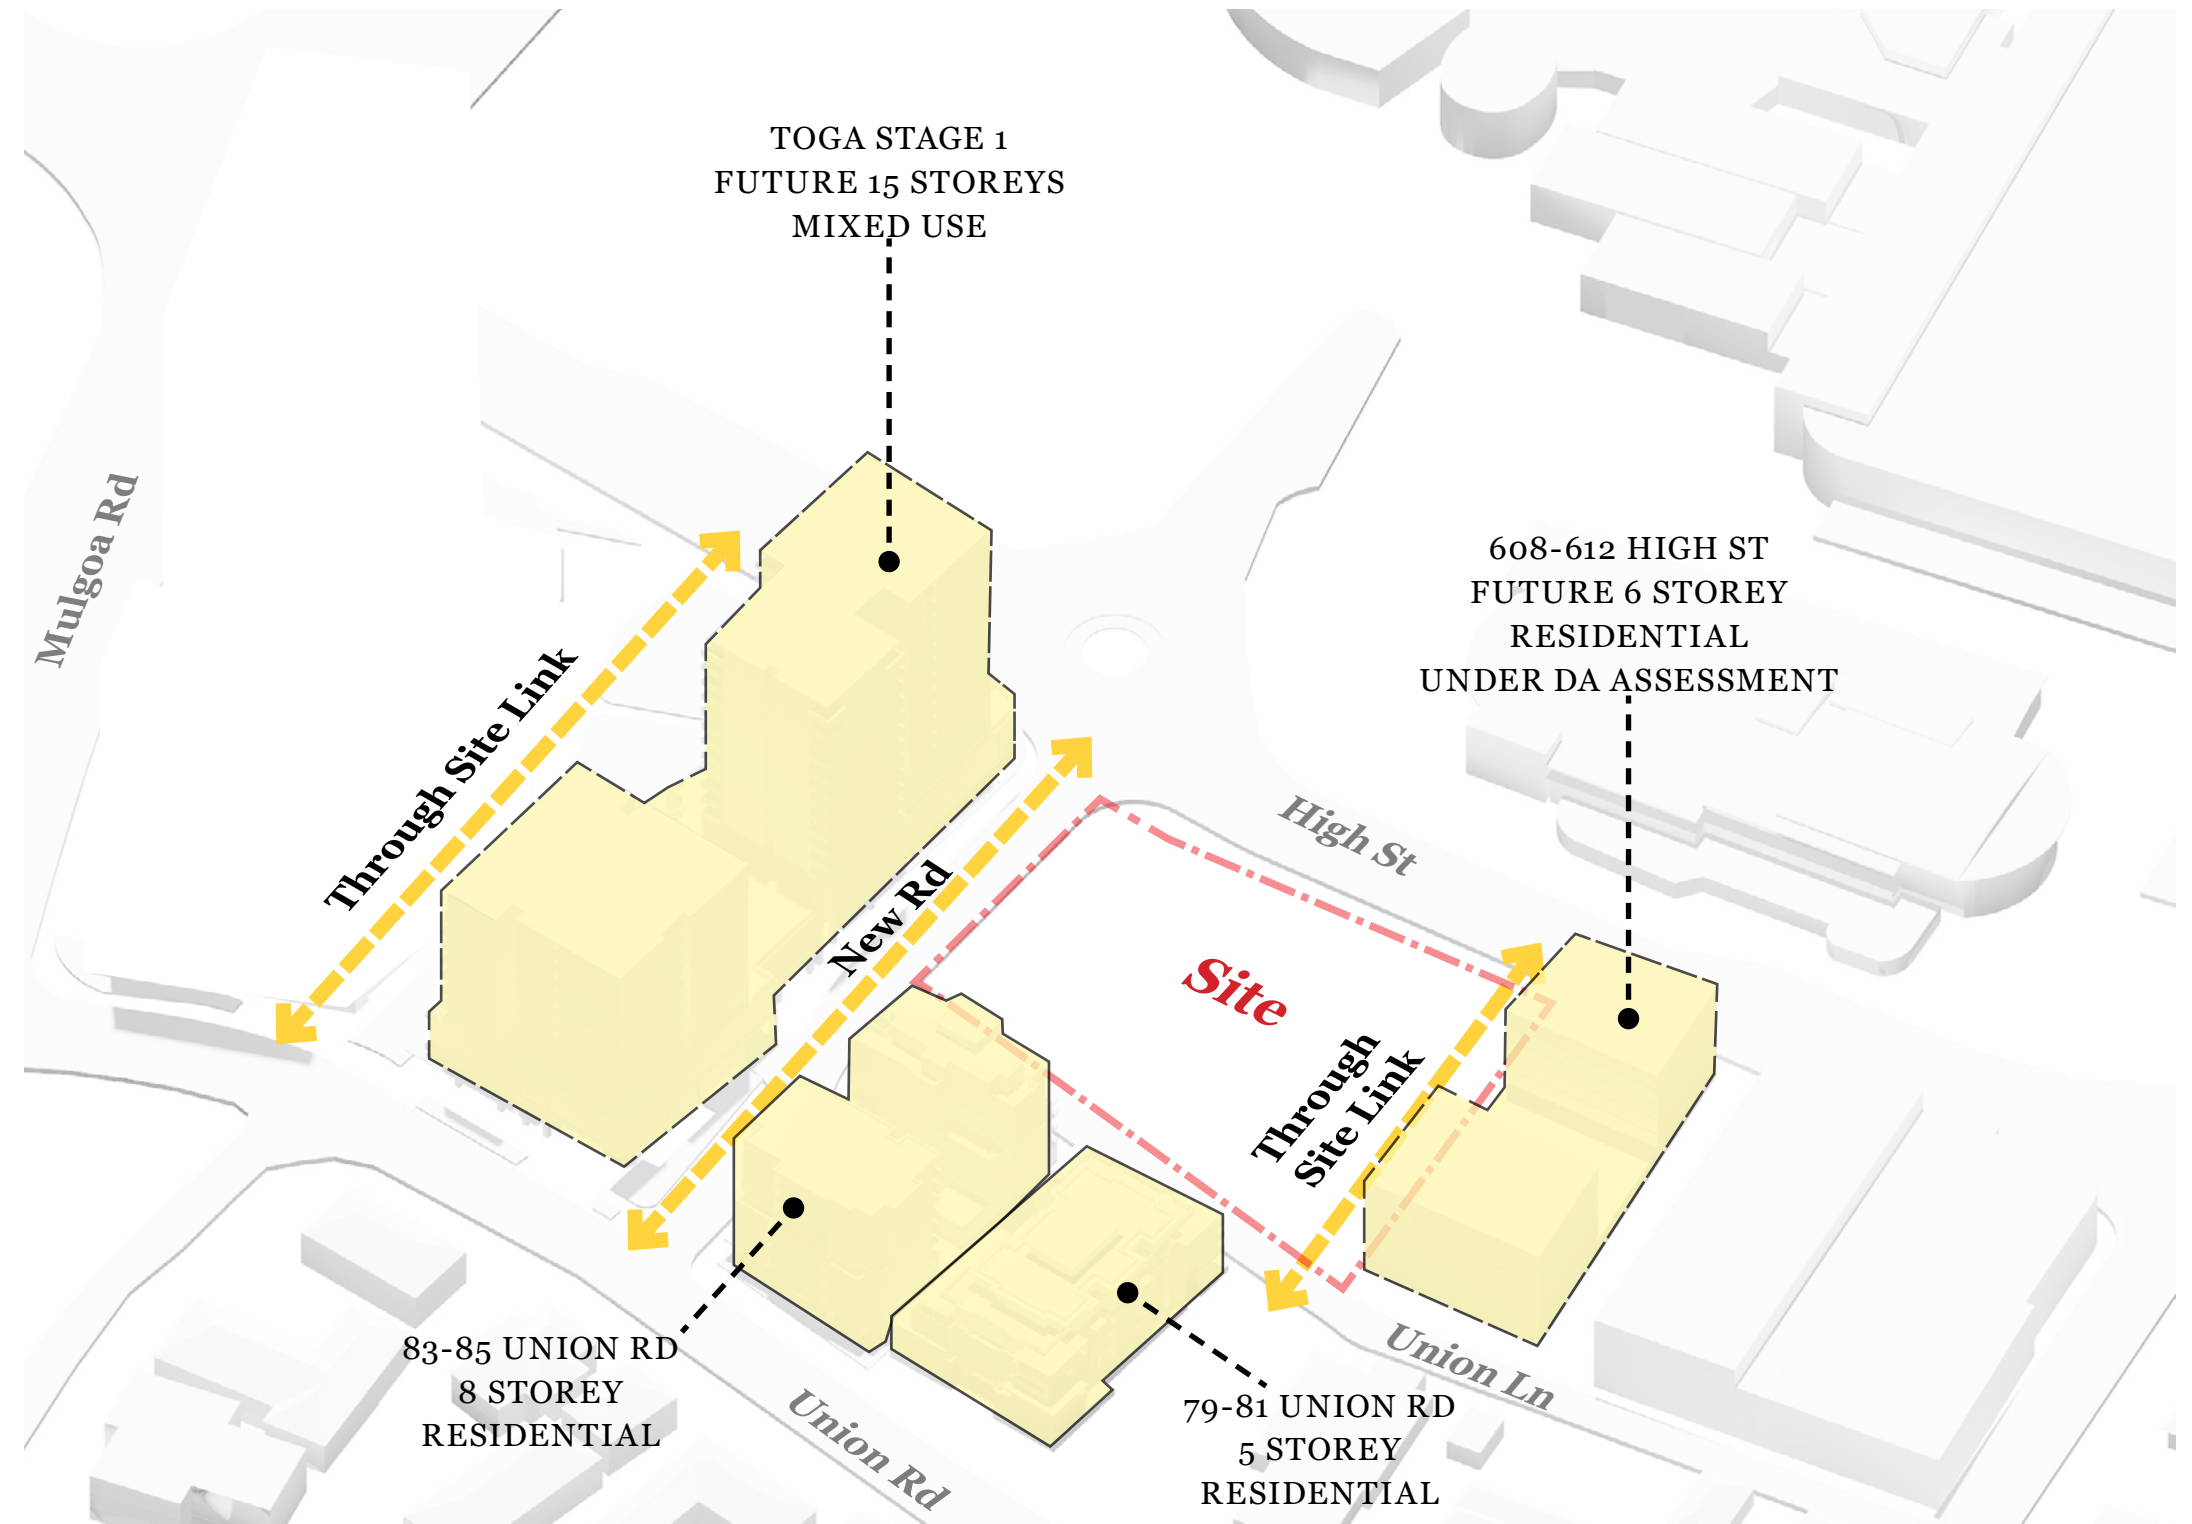 TOGA STAGE 1
FUTURE 15 STOREYS
MIXED USE
Mulgoa Rd
608-612 HIGH ST
FUTURE 6 STOREY
RESIDENTIAL
UNDER DA ASSESSMENT
Through Site Link
High St
New Rd
Site
Through
Site Link
83-85 UNION RD
8 STOREY
RESIDENTIAL
Union Rd
Union Ln
79-81 UNION RD
5 STOREY
RESIDENTIAL